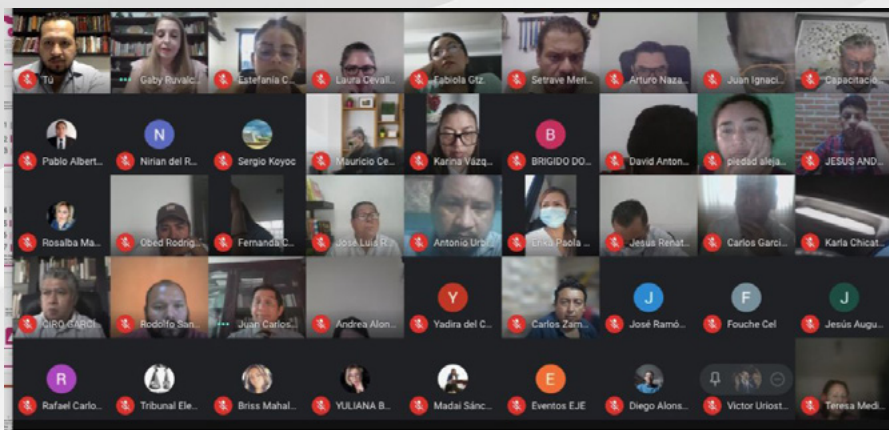 Tú
Gaby Ruvalc...
Estefania C...
Laura Cevall...
Fabiola Gtz.
Setrave Meri...
Arturo Naza...
Juan Ignaci...
Capacitació...
Pablo Albert...
N
Nirian del R...
Sergio Koyoc
Mauricio Ce...
Karina Vázq...
B
BRIGIDO DO...
David Anton...
piedad aleja...
JESUS AND...
Rosalba Ma...
Obed Rodríg...
Fernanda C...
José Luis R...
Antonio Urb...
Erika Paola ...
Jesus Renat...
Carlos Garci...
Karla Chicat...
CIRO GARCÍ...
Rodolfo San...
Juan Carlos...
Andrea Alon...
Y
Yadira del C...
Carlos Zam...
J
José Ramó...
F
Fouche Cel
J
Jesús Augu...
R
Rafael Carlo...
Tribunal Ele...
Briss Mahal...
YULIANA B...
Madai Sánc...
E
Eventos EJE
Diego Alons...
Victor Uriost...
Teresa Medi...